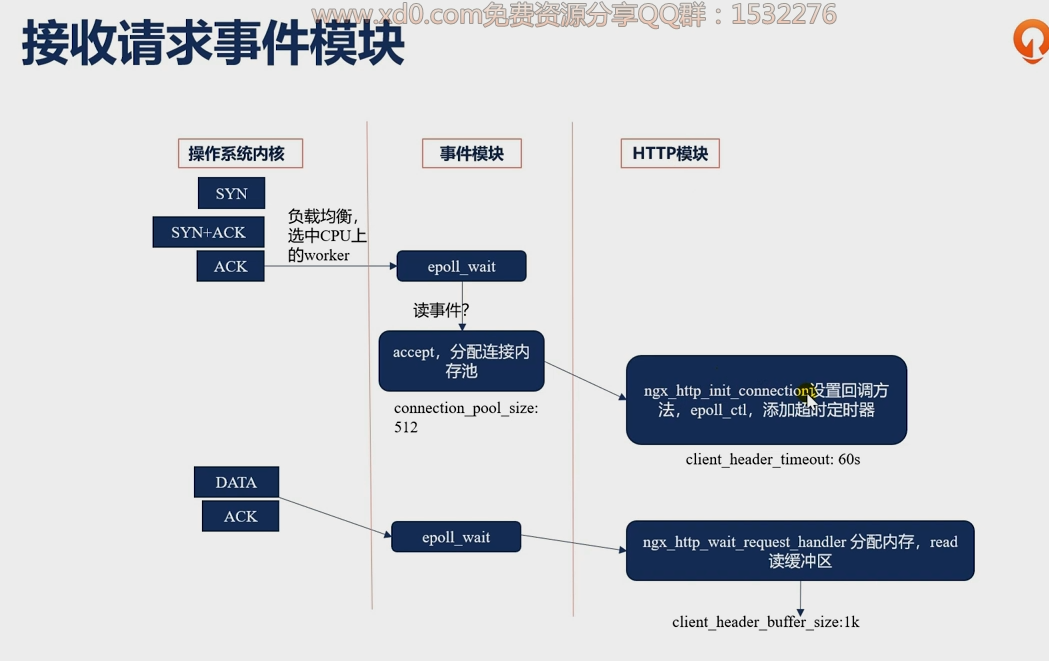 www.xd0.com免费资源分享QQ群：1532276
接收请求事件模块
操作系统内核
事件模块
HTTP模块
SYN
SYN+ACK
ACK
负载均衡，
选中CPU上
的worker
epoll_wait
读事件?
accept，分配连接内
存池
connection_pool_size:
512
ngx_http_init_connection设置回调方
法，epoll_ctl，添加超时定时器
client_header_timeout: 60s
DATA
ACK
epoll_wait
ngx_http_wait_request_handler 分配内存，read
读缓冲区
client_header_buffer_size:1k